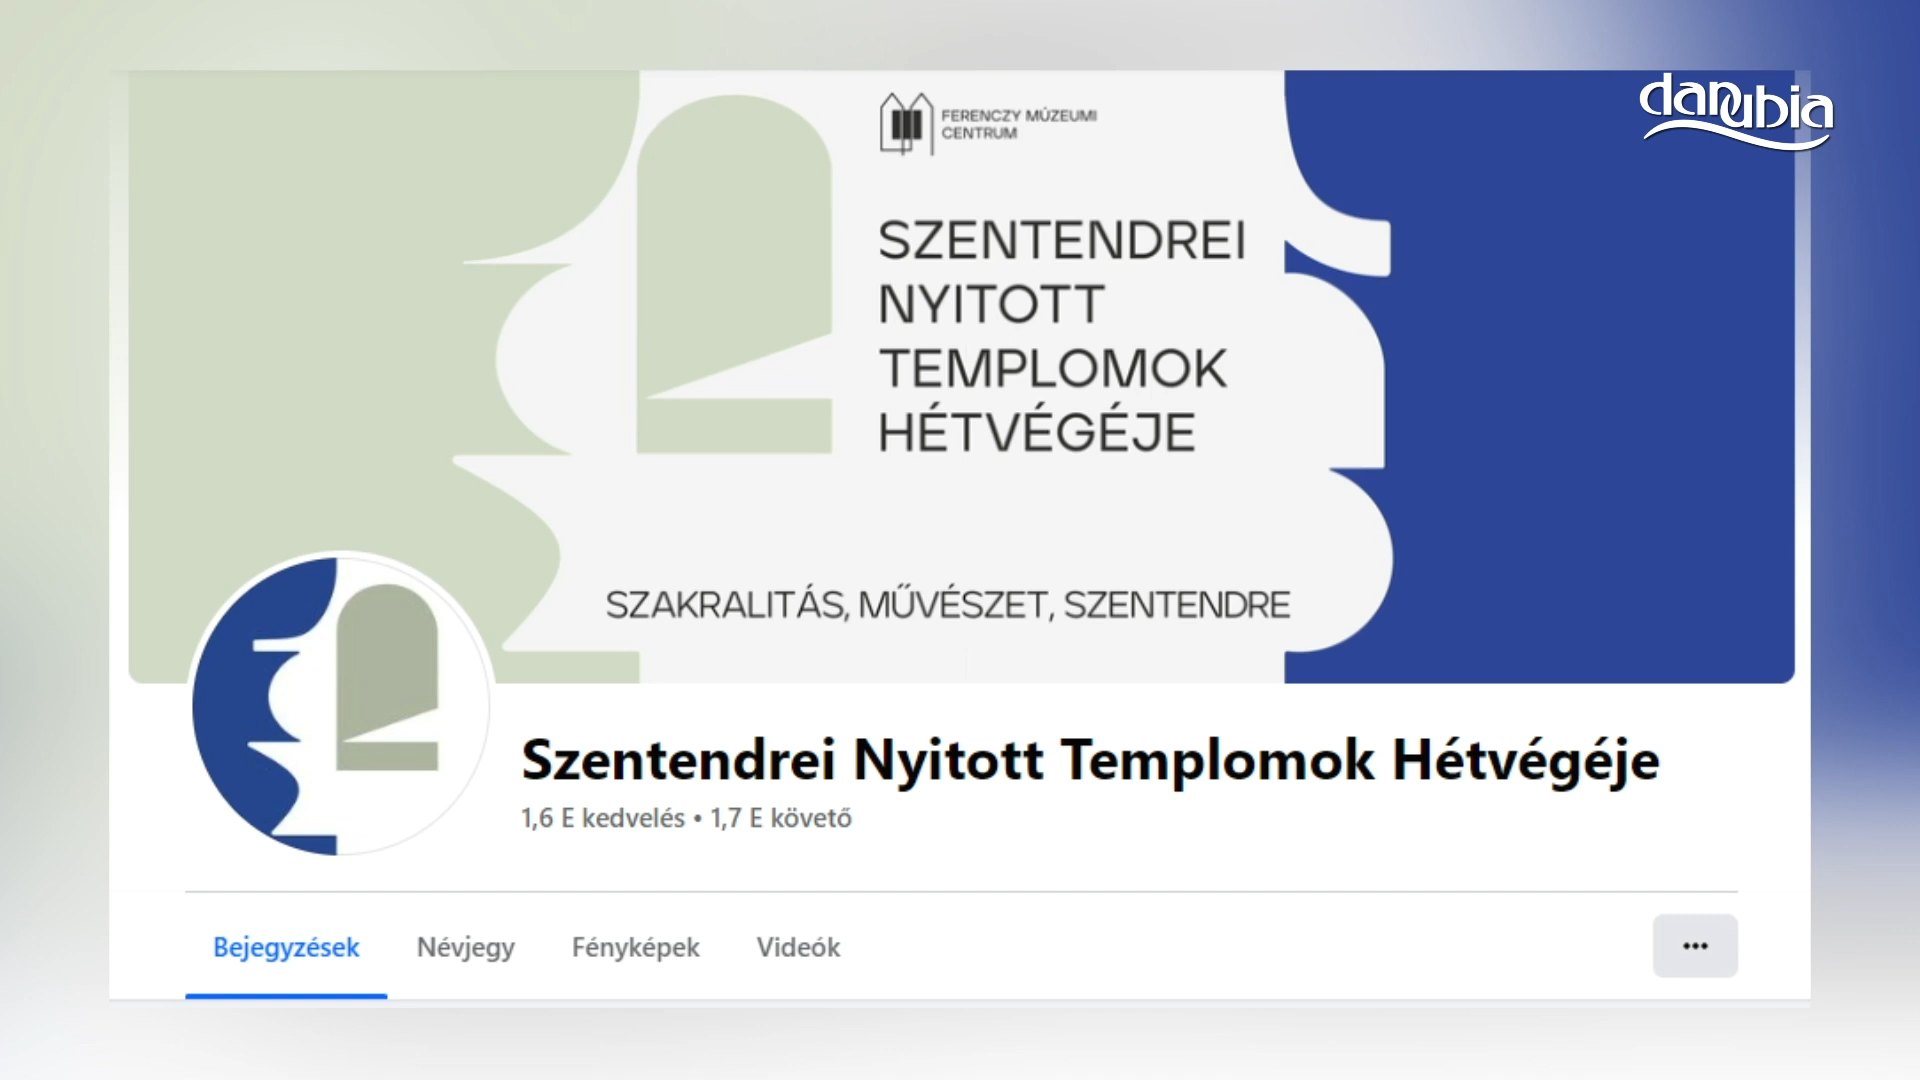 danubia
FERENCZY MÚZEUMI
CENTRUM
SZENTENDREI
NYITOTT
TEMPLOMOK
HÉTVÉGÉJE
SZAKRALITÁS, MŰVÉSZET, SZENTENDRE
Szentendrei Nyitott Templomok Hétvégéje
1,6 E kedvelés • 1,7 E követő
Bejegyzések Névjegy Fényképek Videók